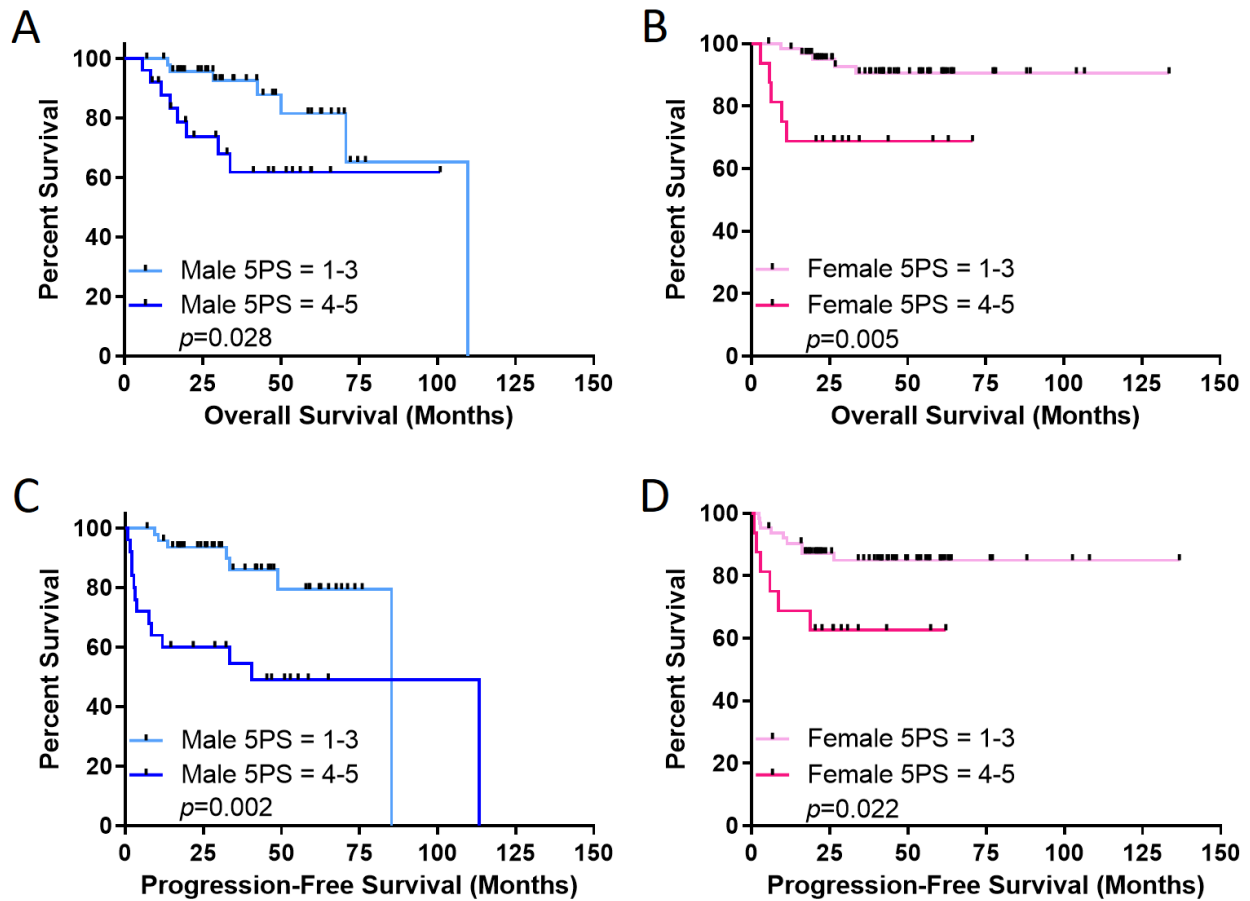 A
100
80
60
40
20
0
Percent Survival
Male 5PS = 1-3
Male 5PS = 4-5
p=0.028
0 25 50 75 100 125 150
Overall Survival (Months)
B
100
80
60
40
20
0
Percent Survival
Female 5PS = 1-3
Female 5PS = 4-5
p=0.005
0 25 50 75 100 125 150
Overall Survival (Months)
C
100
80
60
40
20
0
Percent Survival
Male 5PS = 1-3
Male 5PS = 4-5
p=0.002
0 25 50 75 100 125 150
Progression-Free Survival (Months)
D
100
80
60
40
20
0
Percent Survival
Female 5PS = 1-3
Female 5PS = 4-5
p=0.022
0 25 50 75 100 125 150
Progression-Free Survival (Months)